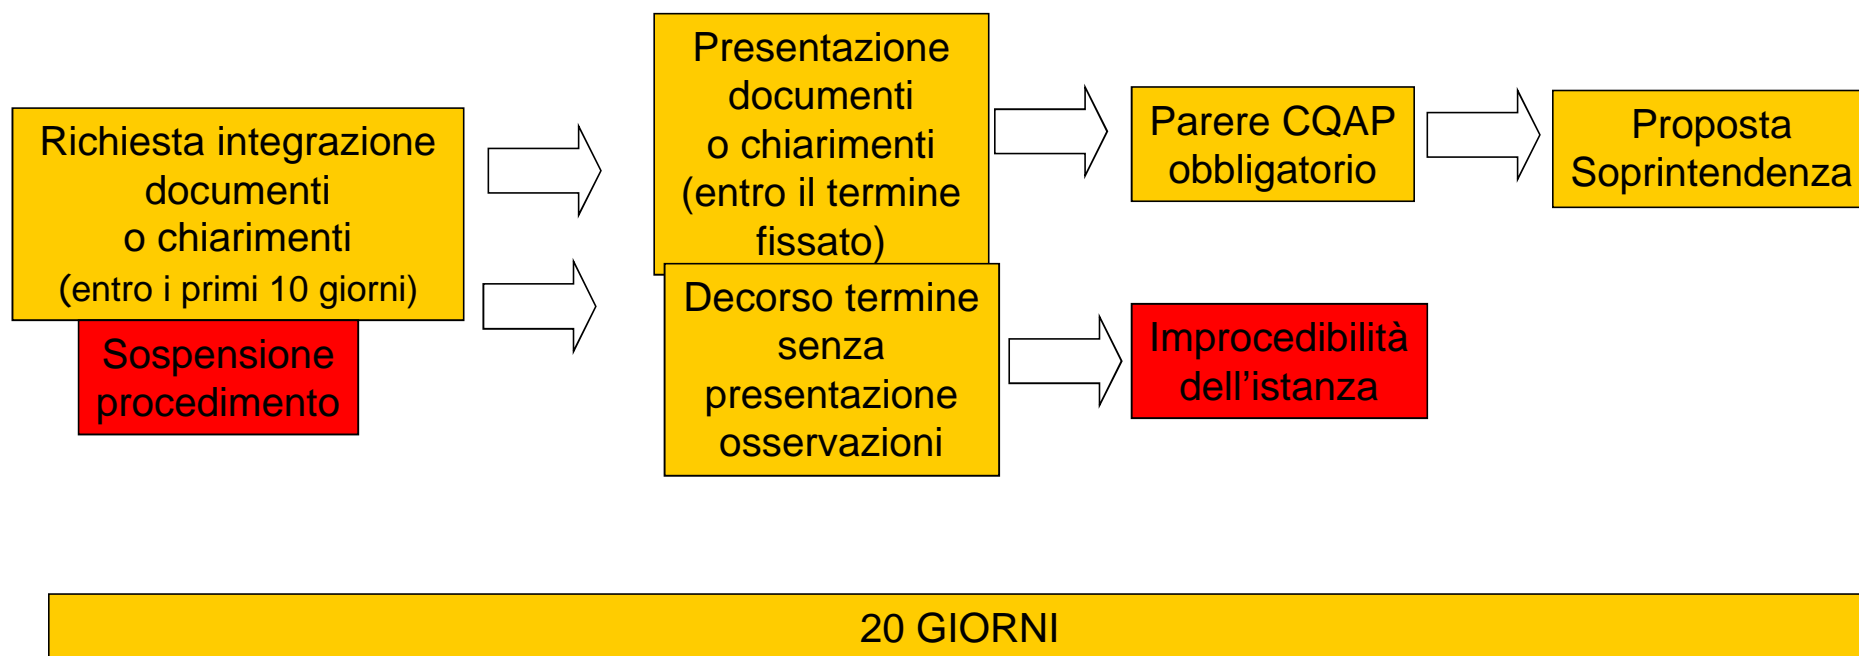 Richiesta integrazione
documenti
o chiarimenti
(entro i primi 10 giorni)
Sospensione
procedimento
Presentazione
documenti
o chiarimenti
(entro il termine
fissato)
Decorso termine
senza
presentazione
osservazioni
Parere CQAP
obbligatorio
Improcedibilità
dell’istanza
Proposta
Soprintendenza
20 GIORNI